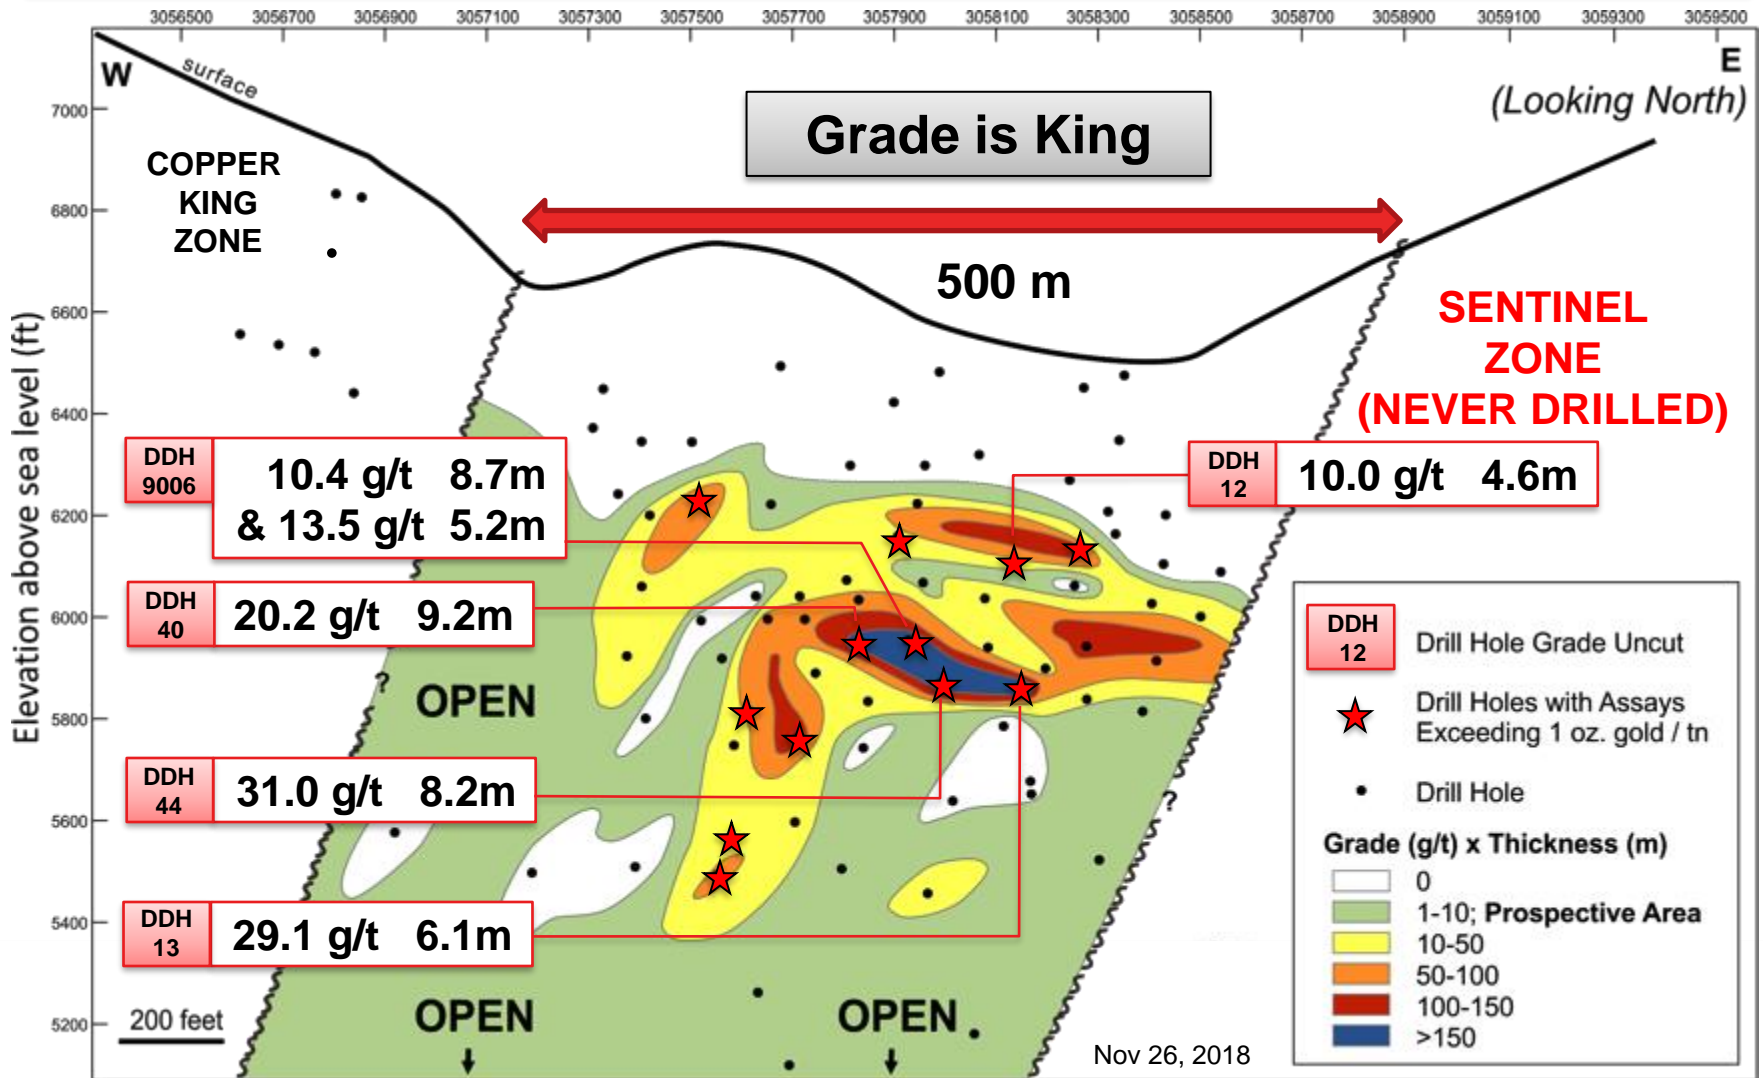 3056500 3056700 3056900 3057100 3057300 3057500 3057700 3057900 3058100 3058300 3058500 3058700 3058900 3059100 3059300 3059500
W
surface
E
(Looking North)
Grade is King
500 m
COPPER
KING
ZONE
SENTINEL
ZONE
(NEVER DRILLED)
Elevation above sea level (ft)
7000
6800
6600
6400
6200
6000
5800
5600
5400
5200
DDH
9006
10.4 g/t 8.7m
& 13.5 g/t 5.2m
DDH
12
10.0 g/t 4.6m
DDH
40
20.2 g/t 9.2m
DDH
44
31.0 g/t 8.2m
DDH
13
29.1 g/t 6.1m
?
OPEN
?
OPEN
OPEN
200 feet
Nov 26, 2018
DDH
12
Drill Hole Grade Uncut
Drill Holes with Assays
Exceeding 1 oz. gold / tn
Drill Hole
Grade (g/t) x Thickness (m)
0
1-10; Prospective Area
10-50
50-100
100-150
>150